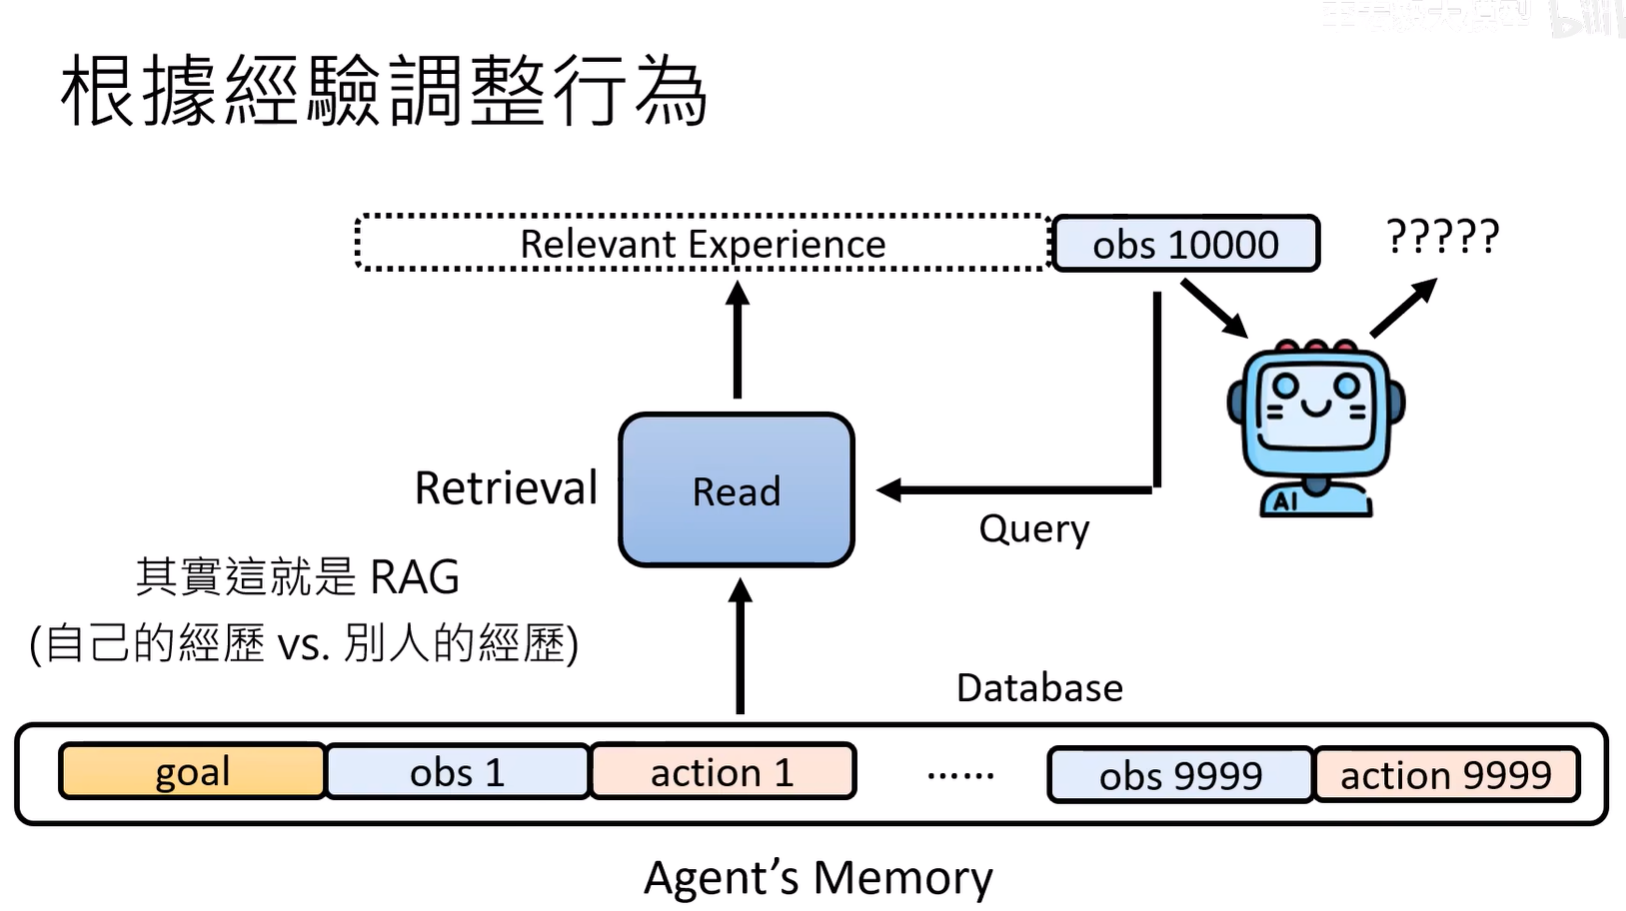 根據經驗調整行為
Relevant Experience
obs 10000
?????
Retrieval
Read
Query
AI
其實這就是 RAG
(自己的經歷 vs. 別人的經歷)
Database
goal
obs 1
action 1
......
obs 9999
action 9999
Agent’s Memory